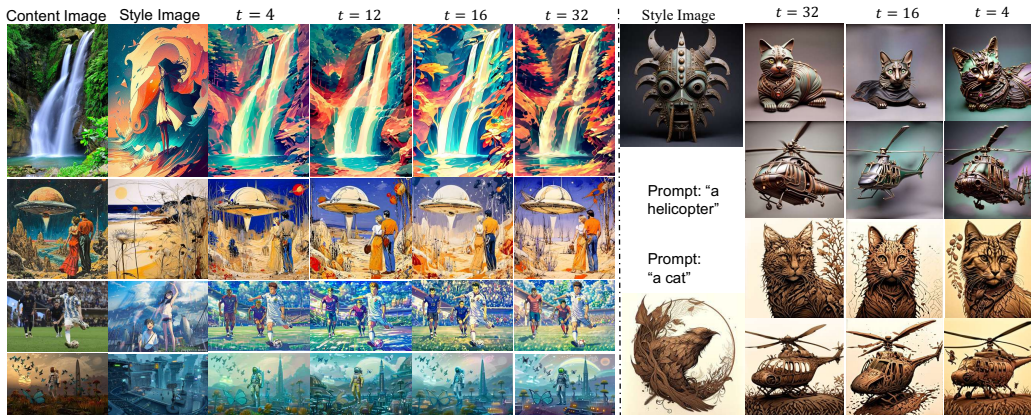 Content Image Style Image t = 4 t = 12 t = 16 t = 32
Style Image t = 32 t = 16 t = 4
Prompt: “a
helicopter”
Prompt:
“a cat”